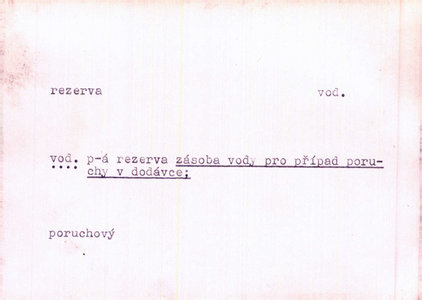 rezerva vod.
vod. p-á rezerva zásoba vody pro případ poru-
chy v dodávce;
poruchový